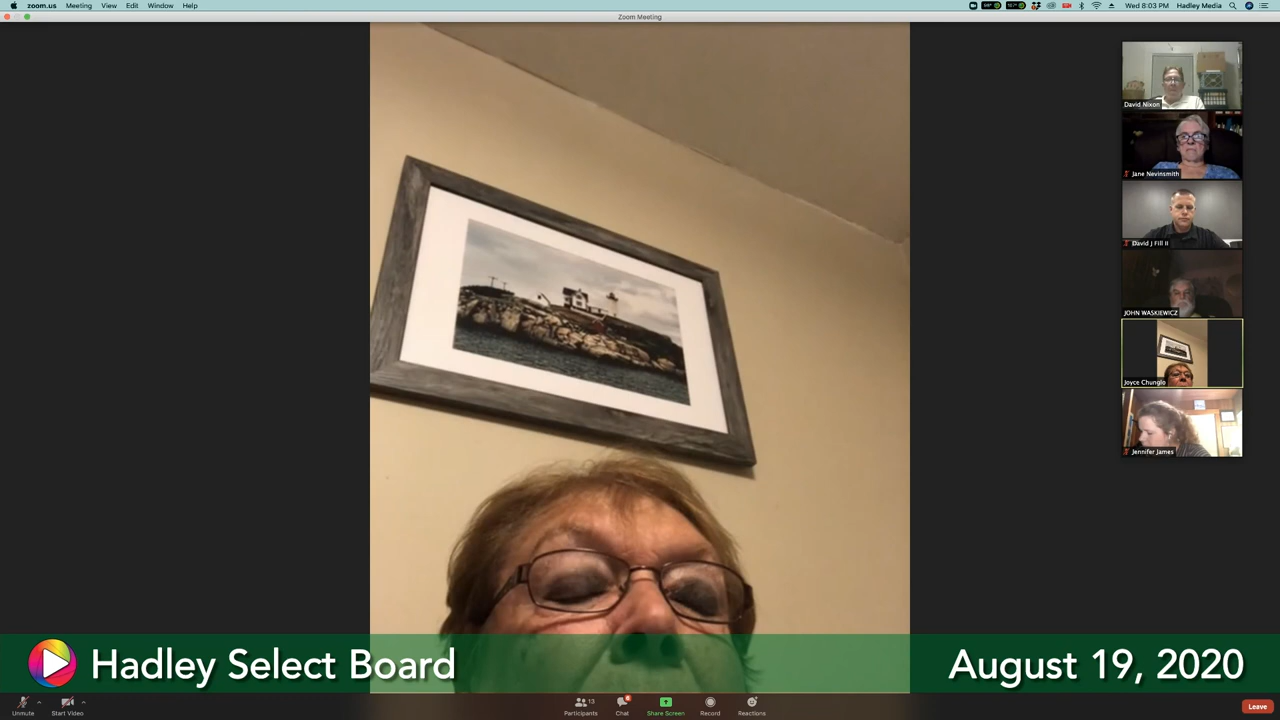 zoom.us Meeting View Edit Window Help
Wed 8:03 PM Hadley Media
Zoom Meeting
David Nixon
Jane Nevinsmith
David J Fill II
JOHN WASKIEWICZ
Joyce Chunglo
Jennifer James
Hadley Select Board
August 19, 2020
Unmute
Start Video
Participants
13
Chat
Share Screen
Record
Reactions
Leave